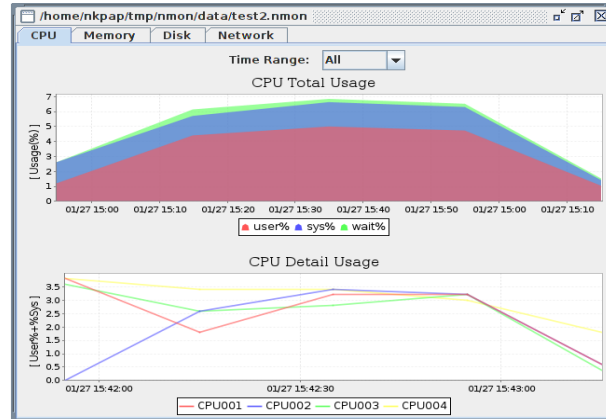 /home/nkpap/tmp/nmon/data/test2.nmon
CPU Memory Disk Network
Time Range: All
CPU Total Usage
7
6
5
4
3
2
1
0
[ Usage(%) ]
01/27 15:00 01/27 15:10 01/27 15:20 01/27 15:30 01/27 15:40 01/27 15:50 01/27 15:00 01/27 15:10
user% sys% wait%
CPU Detail Usage
3.5
3.0
2.5
2.0
1.5
1.0
0.5
0.0
[ User%+%Sys ]
01/27 15:42:00 01/27 15:42:30 01/27 15:43:00
CPU001 CPU002 CPU003 CPU004